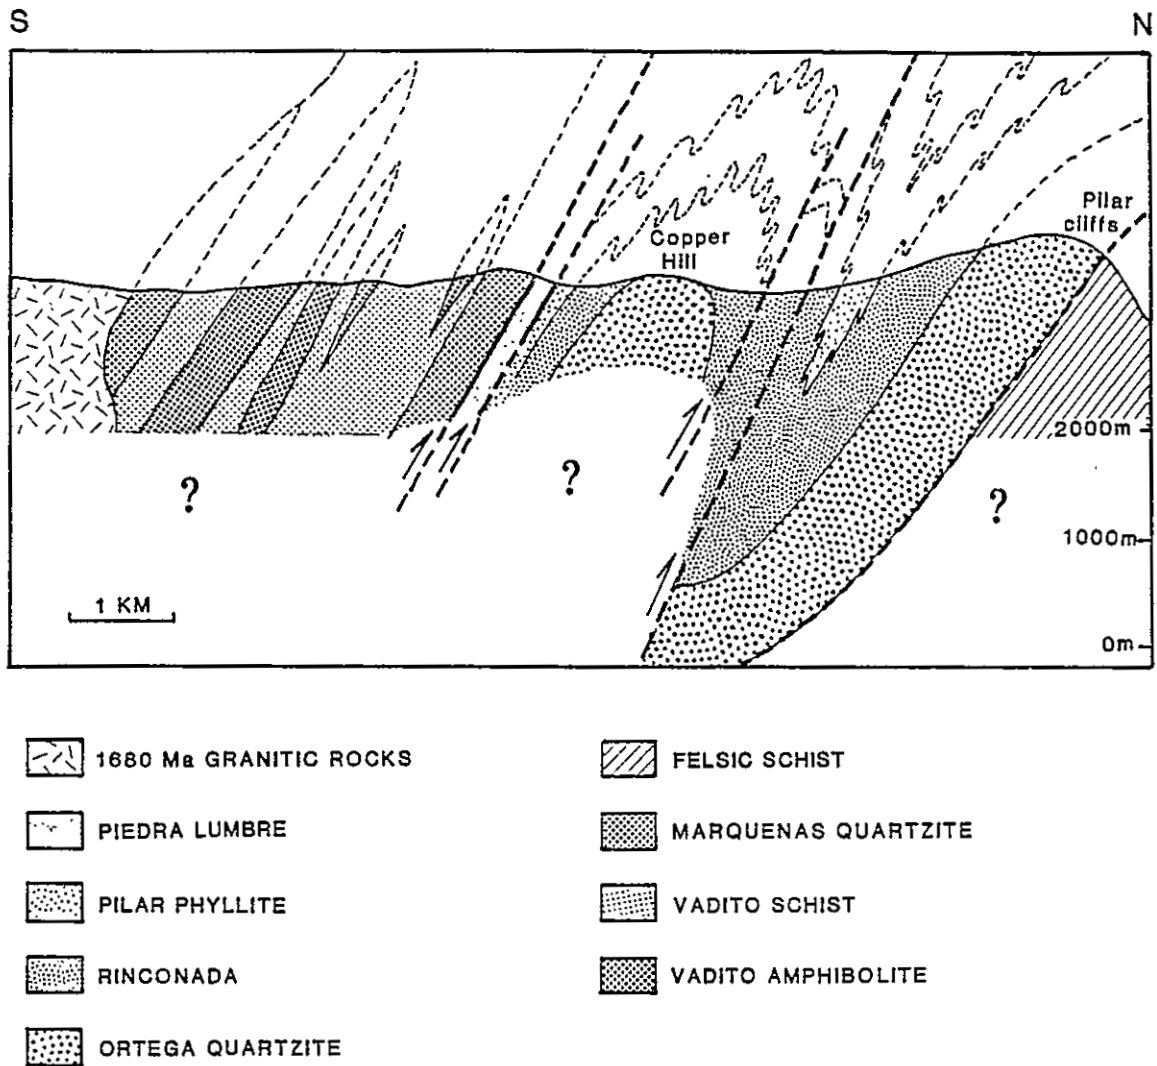 S
N
Pilar
cliffs
Copper
Hill
2000m
?
?
?
1000m
1 KM
0m
1680 Ma GRANITIC ROCKS
PIEDRA LUMBRE
PILAR PHYLLITE
RINCONADA
ORTEGA QUARTZITE
FELSIC SCHIST
MARQUENAS QUARTZITE
VADITO SCHIST
VADITO AMPHIBOLITE